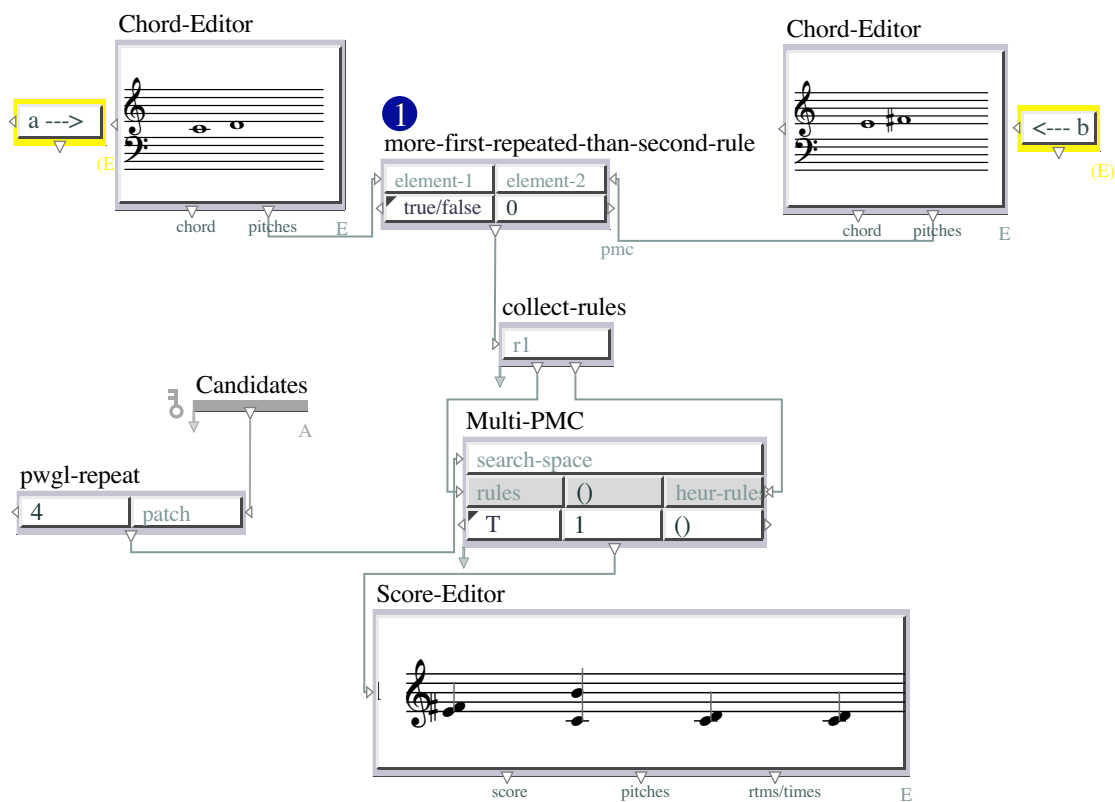 Chord-Editor
Chord-Editor
a --->
(E
1
more-first-repeated-than-second-rule
<--- b
(E)
element-1 element-2
true/false 0
chord pitches E
pmc
chord pitches E
collect-rules
r1
Candidates
A
Multi-PMC
search-space
pwgl-repeat
rules () heur-rules
4 patch
T 1 ()
Score-Editor
score pitches rtms/times E